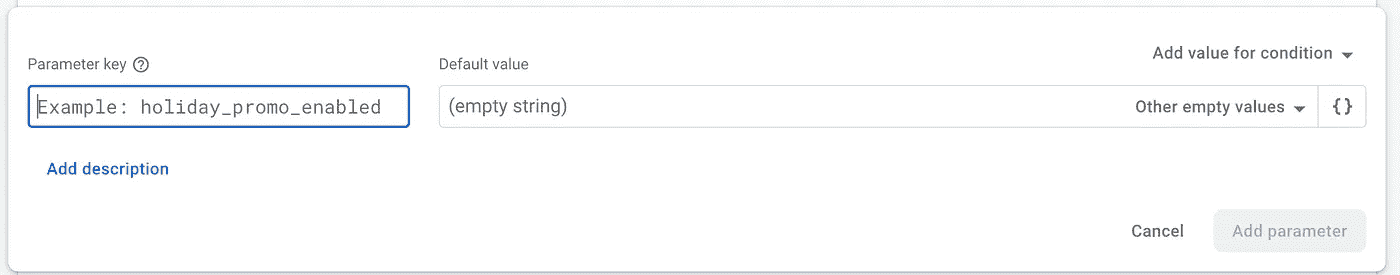 Add value for condition
Parameter key
Default value
Example: holiday_promo_enabled
(empty string)
Other empty values
{}
Add description
Cancel
Add parameter